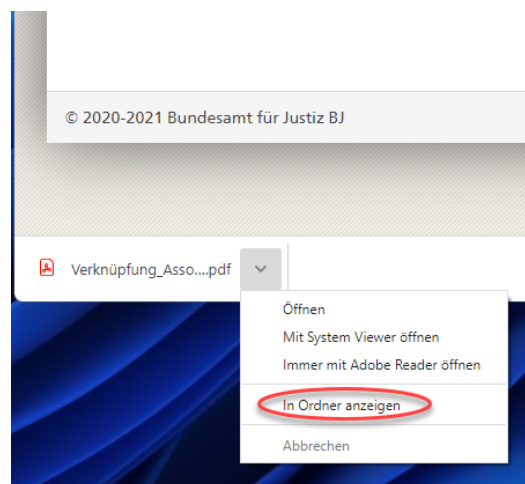 © 2020-2021 Bundesamt für Justiz BJ
Verknüpfung_Asso....pdf
Öffnen
Mit System Viewer öffnen
Immer mit Adobe Reader öffnen
In Ordner anzeigen
Abbrechen